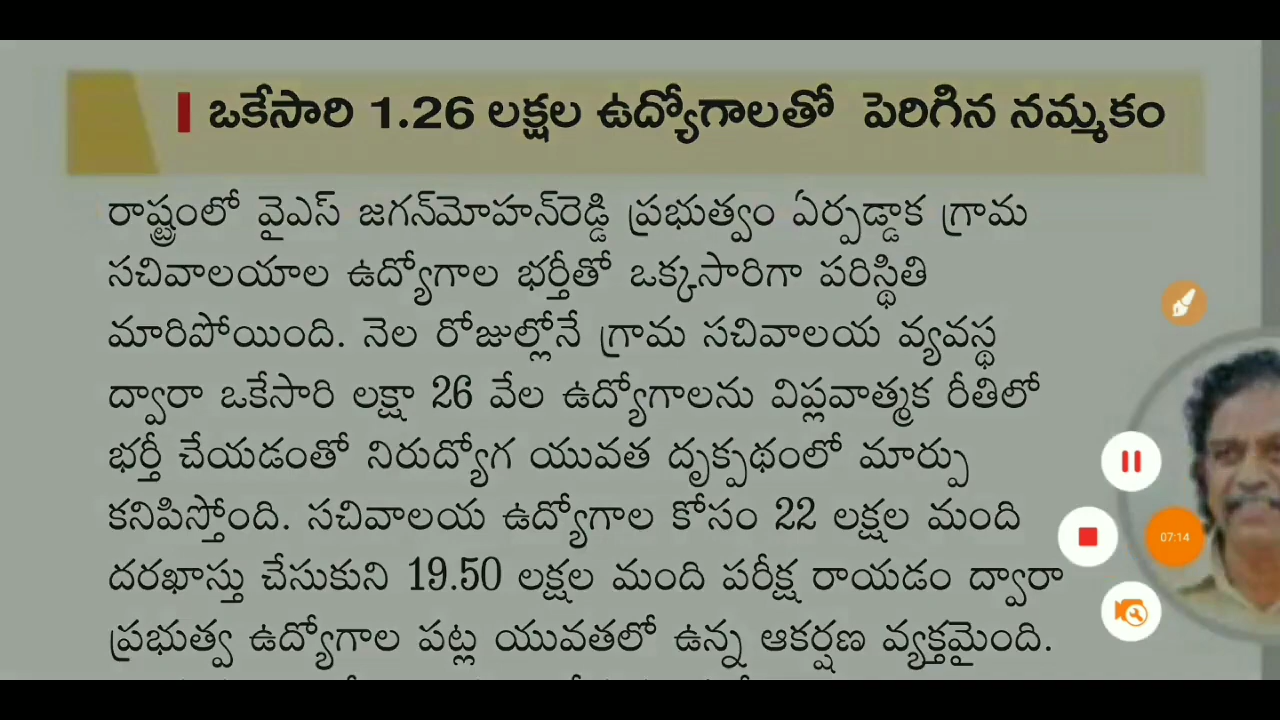 ఒకేసారి 1.26 లక్షల ఉద్యోగాలతో పెరిగిన నమ్మకం
రాష్ట్రంలో వైఎస్ జగన్‌మోహన్‌రెడ్డి ప్రభుత్వం ఏర్పడ్డాక గ్రామ
సచివాలయాల ఉద్యోగాల భర్తీతో ఒక్కసారిగా పరిస్థితి
మారిపోయింది. నెల రోజుల్లోనే గ్రామ సచివాలయ వ్యవస్థ
ద్వారా ఒకేసారి లక్షా 26 వేల ఉద్యోగాలను విప్లవాత్మక రీతిలో
భర్తీ చేయడంతో నిరుద్యోగ యువత దృక్పథంలో మార్పు
కనిపిస్తోంది. సచివాలయ ఉద్యోగాల కోసం 22 లక్షల మంది
దరఖాస్తు చేసుకుని 19.50 లక్షల మంది పరీక్ష రాయడం ద్వారా
ప్రభుత్వ ఉద్యోగాల పట్ల యువతలో ఉన్న ఆకర్షణ వ్యక్తమైంది.
07:14